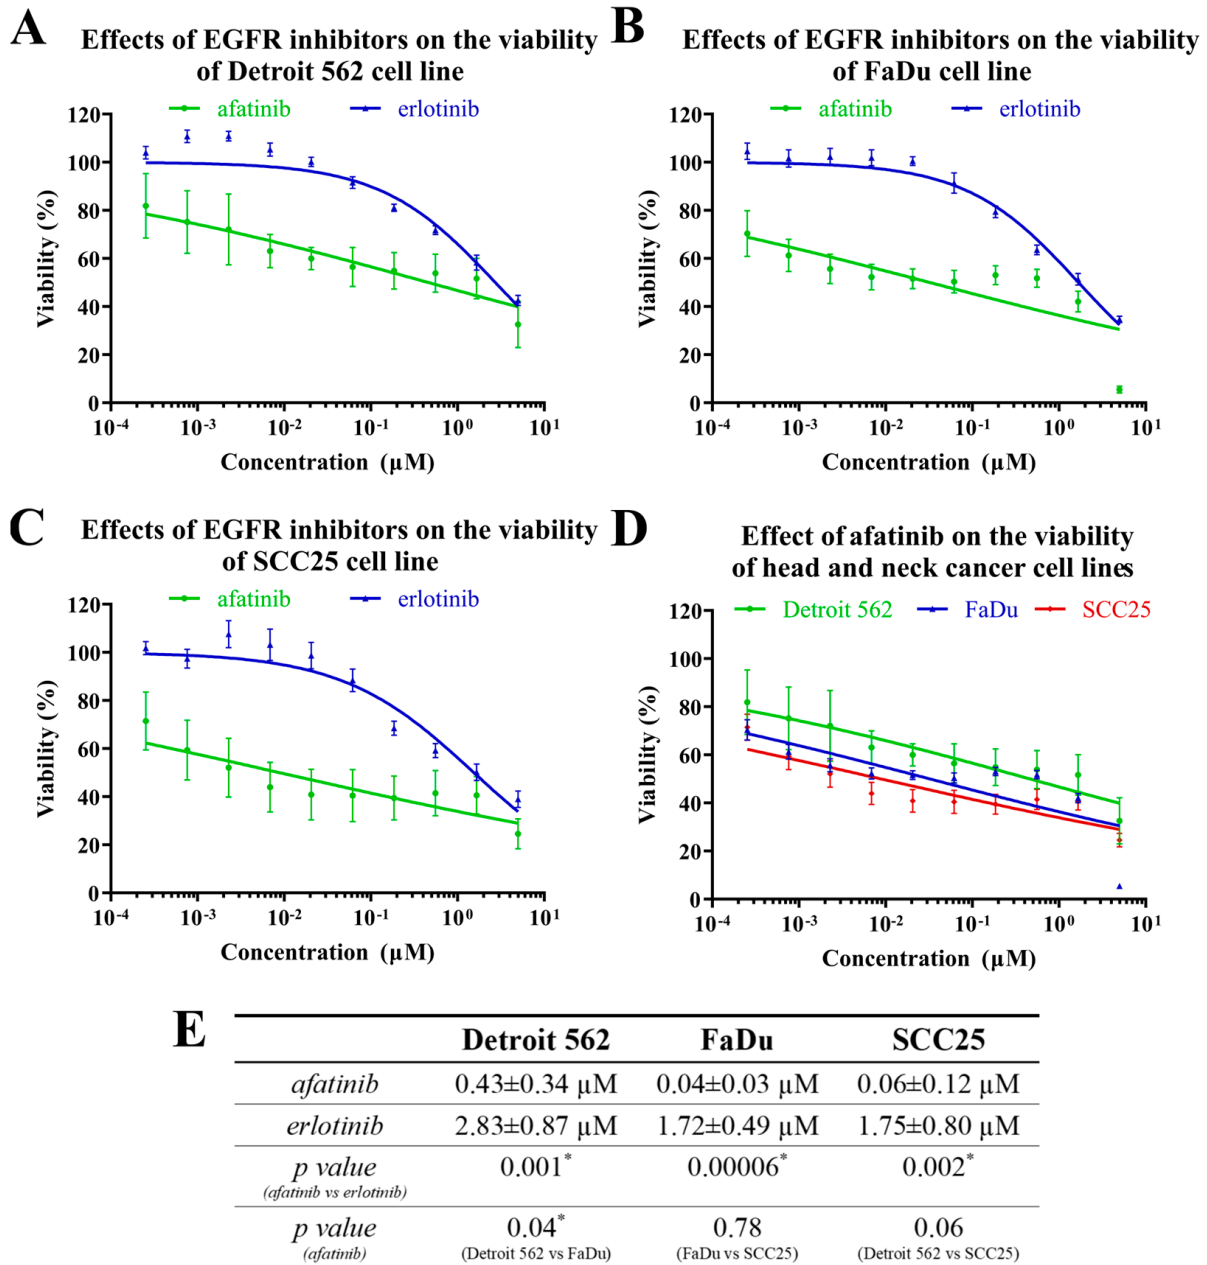 A
Effects of EGFR inhibitors on the viability
of Detroit 562 cell line
afatinib
erlotinib
120
100
80
60
40
20
0
Viability (%)
10-4
10-3
10-2
10-1
100
101
Concentration (µM)
B
Effects of EGFR inhibitors on the viability
of FaDu cell line
afatinib
erlotinib
120
100
80
60
40
20
0
Viability (%)
10-4
10-3
10-2
10-1
100
101
Concentration (µM)
C
Effects of EGFR inhibitors on the viability
of SCC25 cell line
afatinib
erlotinib
120
100
80
60
40
20
0
Viability (%)
10-4
10-3
10-2
10-1
100
101
Concentration (µM)
D
Effect of afatinib on the viability
of head and neck cancer cell lines
Detroit 562
FaDu
SCC25
120
100
80
60
40
20
0
Viability (%)
10-4
10-3
10-2
10-1
100
101
Concentration (µM)
E
Detroit 562 FaDu SCC25
afatinib 0.43±0.34 µM 0.04±0.03 µM 0.06±0.12 µM
erlotinib 2.83±0.87 µM 1.72±0.49 µM 1.75±0.80 µM
p value 0.001* 0.00006* 0.002*
(afatinib vs erlotinib)
p value 0.04* 0.78 0.06
(afatinib) (Detroit 562 vs FaDu) (FaDu vs SCC25) (Detroit 562 vs SCC25)